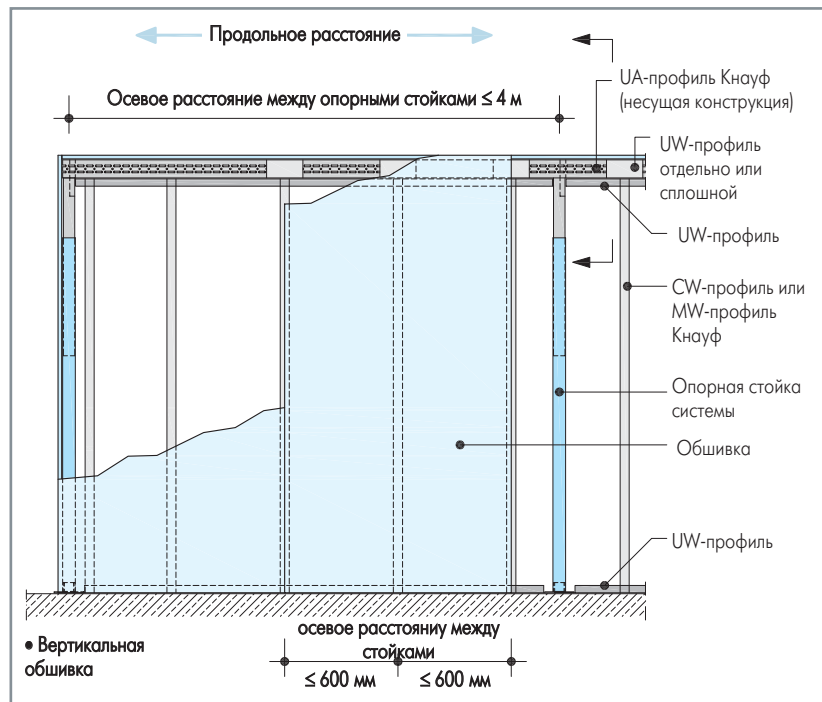 Продольное расстояние
Осевое расстояние между опорными стойками ≤ 4 м
UA-профиль Кнауф
(несущая конструкция)
UW-профиль
отдельно или
сплошной
UW-профиль
CW-профиль или
MW-профиль
Кнауф
Опорная стойка
системы
Обшивка
UW-профиль
• Вертикальная
обшивка
осевое расстояниу между
стойками
≤ 600 мм
≤ 600 мм